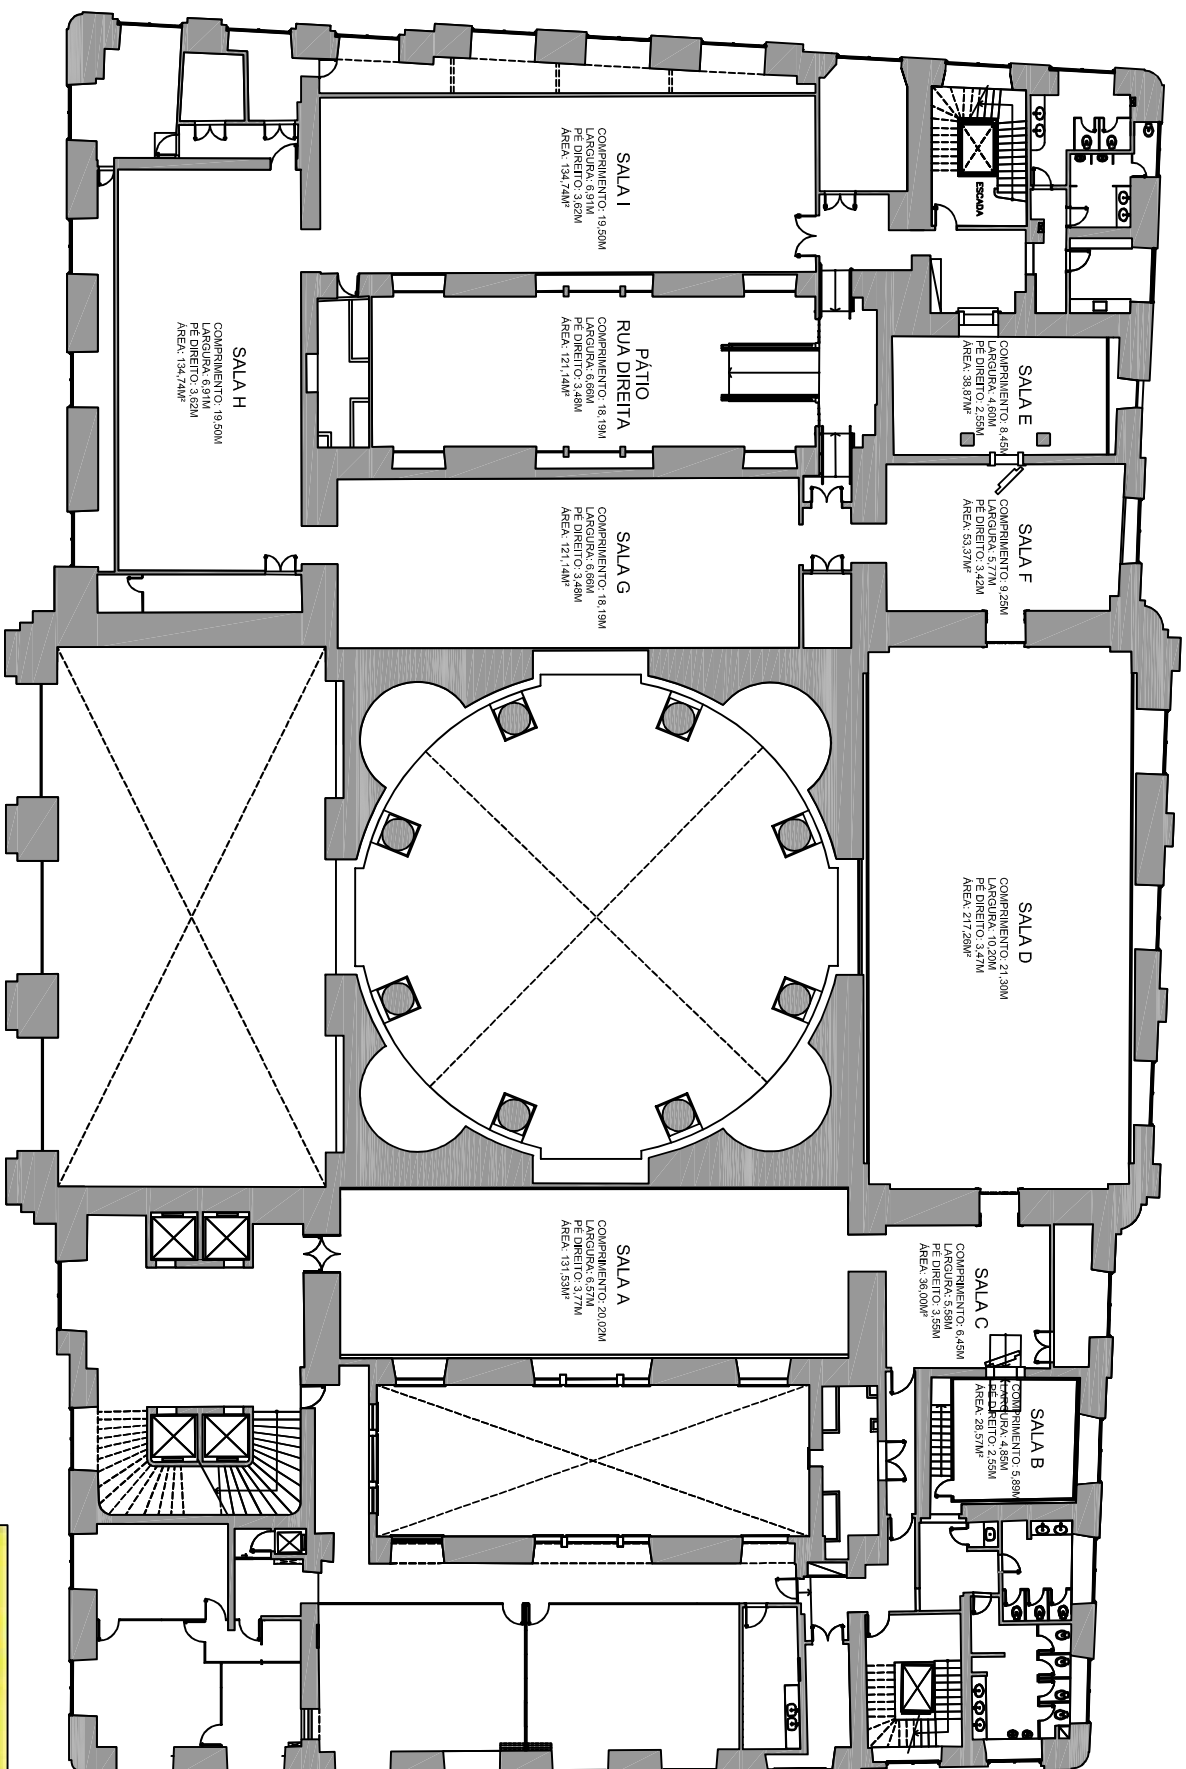 SALA I
COMPRIMENTO: 19,50M
LARGURA: 6,91M
PÉ DIREITO: 3,62M
ÁREA: 134,74M²
ESCADA
PÁTIO
RUA DIREITA
COMPRIMENTO: 18,19M
LARGURA: 6,66M
PÉ DIREITO: 3,48M
ÁREA: 121,14M²
SALA H
COMPRIMENTO: 19,50M
LARGURA: 6,91M
PÉ DIREITO: 3,62M
ÁREA: 134,74M²
SALA E
COMPRIMENTO: 8,45M
LARGURA: 4,60M
PÉ DIREITO: 2,55M
ÁREA: 38,87M²
SALA F
COMPRIMENTO: 9,25M
LARGURA: 5,77M
PÉ DIREITO: 3,42M
ÁREA: 53,37M²
SALA G
COMPRIMENTO: 18,19M
LARGURA: 6,66M
PÉ DIREITO: 3,48M
ÁREA: 121,14M²
SALA D
COMPRIMENTO: 21,30M
LARGURA: 10,20M
PÉ DIREITO: 3,47M
ÁREA: 217,26M²
SALA A
COMPRIMENTO: 20,02M
LARGURA: 6,57M
PÉ DIREITO: 3,77M
ÁREA: 131,53M²
SALA C
COMPRIMENTO: 6,45M
LARGURA: 5,58M
PÉ DIREITO: 3,55M
ÁREA: 36,00M²
SALA B
COMPRIMENTO: 5,89M
LARGURA: 4,85M
PÉ DIREITO: 2,55M
ÁREA: 28,57M²